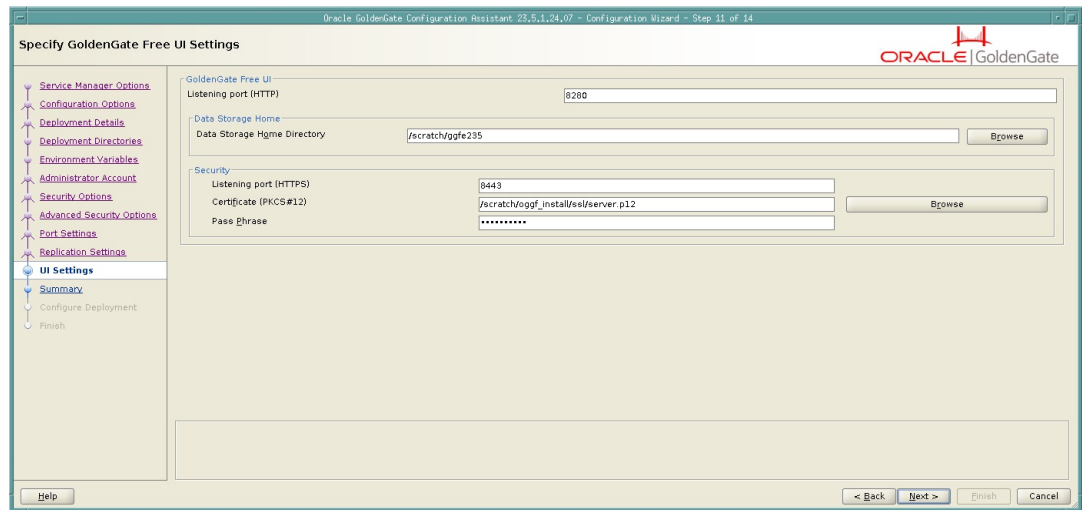 Oracle GoldenGate Configuration Assistant 23.5.1.24.07 - Configuration Wizard - Step 11 of 14
Specify GoldenGate Free UI Settings
ORACLE GoldenGate
Service Manager Options
Configuration Options
Deployment Details
Deployment Directories
Environment Variables
Administrator Account
Security Options
Advanced Security Options
Port Settings
Replication Settings
UI Settings
Summary
Configure Deployment
Finish
GoldenGate Free UI
Listening port (HTTP) 8280
Data Storage Home
Data Storage Home Directory /scratch/ggfe235 Browse
Security
Listening port (HTTPS) 8443
Certificate (PKCS#12) /scratch/oggf_install/ssl/server.p12 Browse
Pass Phrase ••••••••••
Help < Back Next > Finish Cancel